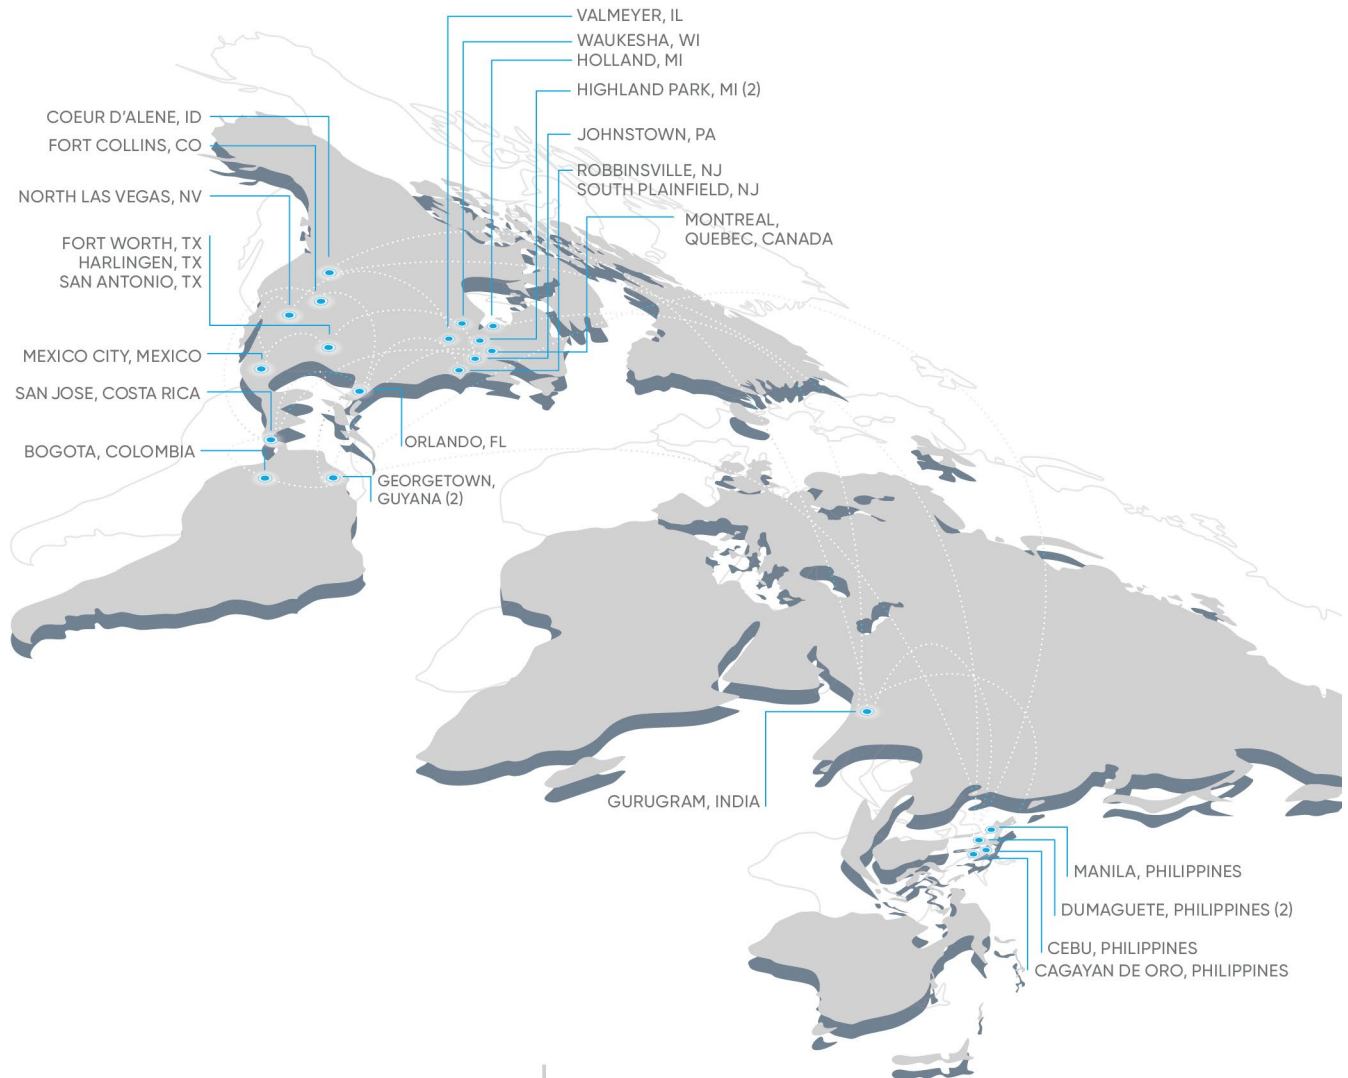 VALMEYER, IL
WAUKESHA, WI
HOLLAND, MI
HIGHLAND PARK, MI (2)
JOHNSTOWN, PA
ROBBINSVILLE, NJ
SOUTH PLAINFIELD, NJ
MONTREAL,
QUEBEC, CANADA
COEUR D'ALENE, ID
FORT COLLINS, CO
NORTH LAS VEGAS, NV
FORT WORTH, TX
HARLINGEN, TX
SAN ANTONIO, TX
MEXICO CITY, MEXICO
SAN JOSE, COSTA RICA
BOGOTA, COLOMBIA
ORLANDO, FL
GEORGETOWN,
GUYANA (2)
GURUGRAM, INDIA
MANILA, PHILIPPINES
DUMAGUETE, PHILIPPINES (2)
CEBU, PHILIPPINES
CAGAYAN DE ORO, PHILIPPINES